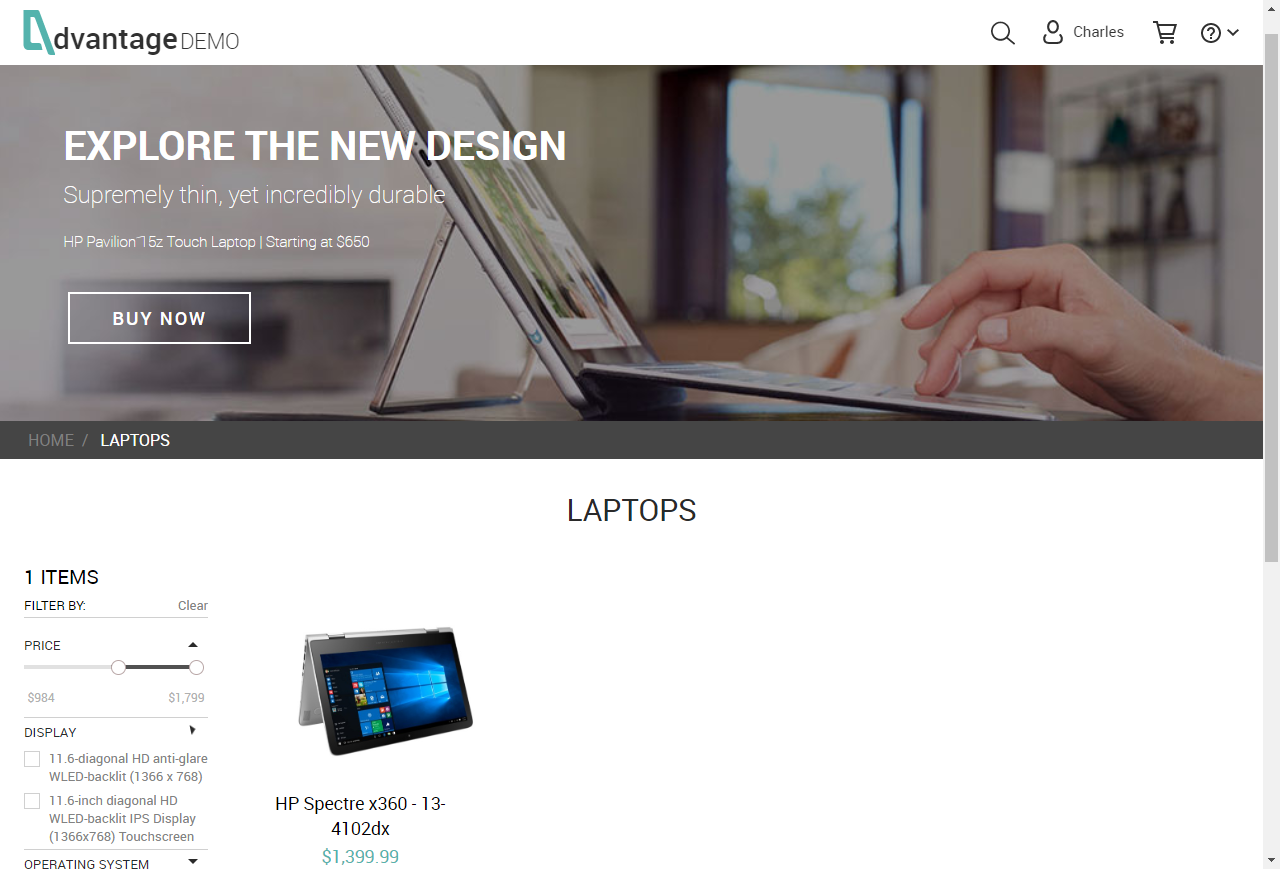 dvantage DEMO
Charles
EXPLORE THE NEW DESIGN
Supremely thin, yet incredibly durable
HP Pavilion 15z Touch Laptop | Starting at $650
BUY NOW
HOME / LAPTOPS
LAPTOPS
1 ITEMS
FILTER BY: Clear
PRICE
$984 $1,799
DISPLAY
11.6-diagonal HD anti-glare
WLED-backlit (1366 x 768)
11.6-inch diagonal HD
WLED-backlit IPS Display
(1366x768) Touchscreen
OPERATING SYSTEM
HP Spectre x360 - 13-
4102dx
$1,399.99